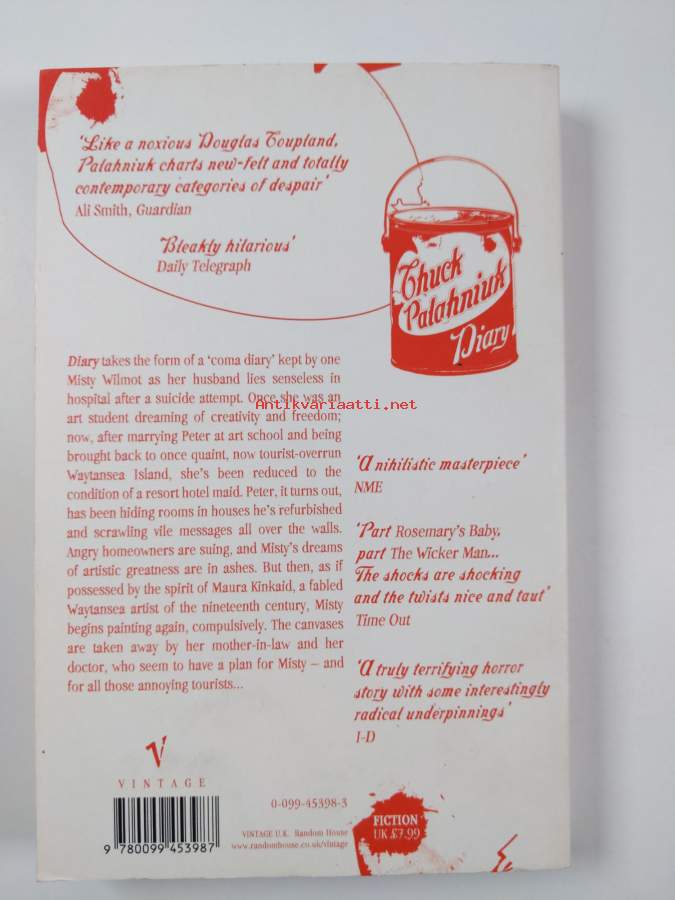 'Like a noxious Douglas Coupland,
Palahniuk charts new-felt and totally
contemporary categories of despair'
Ali Smith, Guardian
'Bleakly hilarious'
Daily Telegraph
Chuck
Palahniuk
Diary
Diary takes the form of a 'coma diary' kept by one
Misty Wilmot as her husband lies senseless in
hospital after a suicide attempt. Once she was an
art student dreaming of creativity and freedom;
now, after marrying Peter at art school and being
brought back to once quaint, now tourist-overrun
Waytansea Island, she's been reduced to the
condition of a resort hotel maid. Peter, it turns out,
has been hiding rooms in houses he's refurbished
and scrawling vile messages all over the walls.
Angry homeowners are suing, and Misty's dreams
of artistic greatness are in ashes. But then, as if
possessed by the spirit of Maura Kinkaid, a fabled
Waytansea artist of the nineteenth century, Misty
begins painting again, compulsively. The canvases
are taken away by her mother-in-law and her
doctor, who seem to have a plan for Misty – and
for all those annoying tourists...
Antikvariaatti.net
'A nihilistic masterpiece'
NME
'Part Rosemary's Baby,
part The Wicker Man...
The shocks are shocking
and the twists nice and taut'
Time Out
'A truly terrifying horror
story with some interestingly
radical underpinnings'
I-D
V
VINTAGE
9 780099 453987
0-099-45398-3
VINTAGE U.K. Random House
www.randomhouse.co.uk/vintage
FICTION
UK £7.99